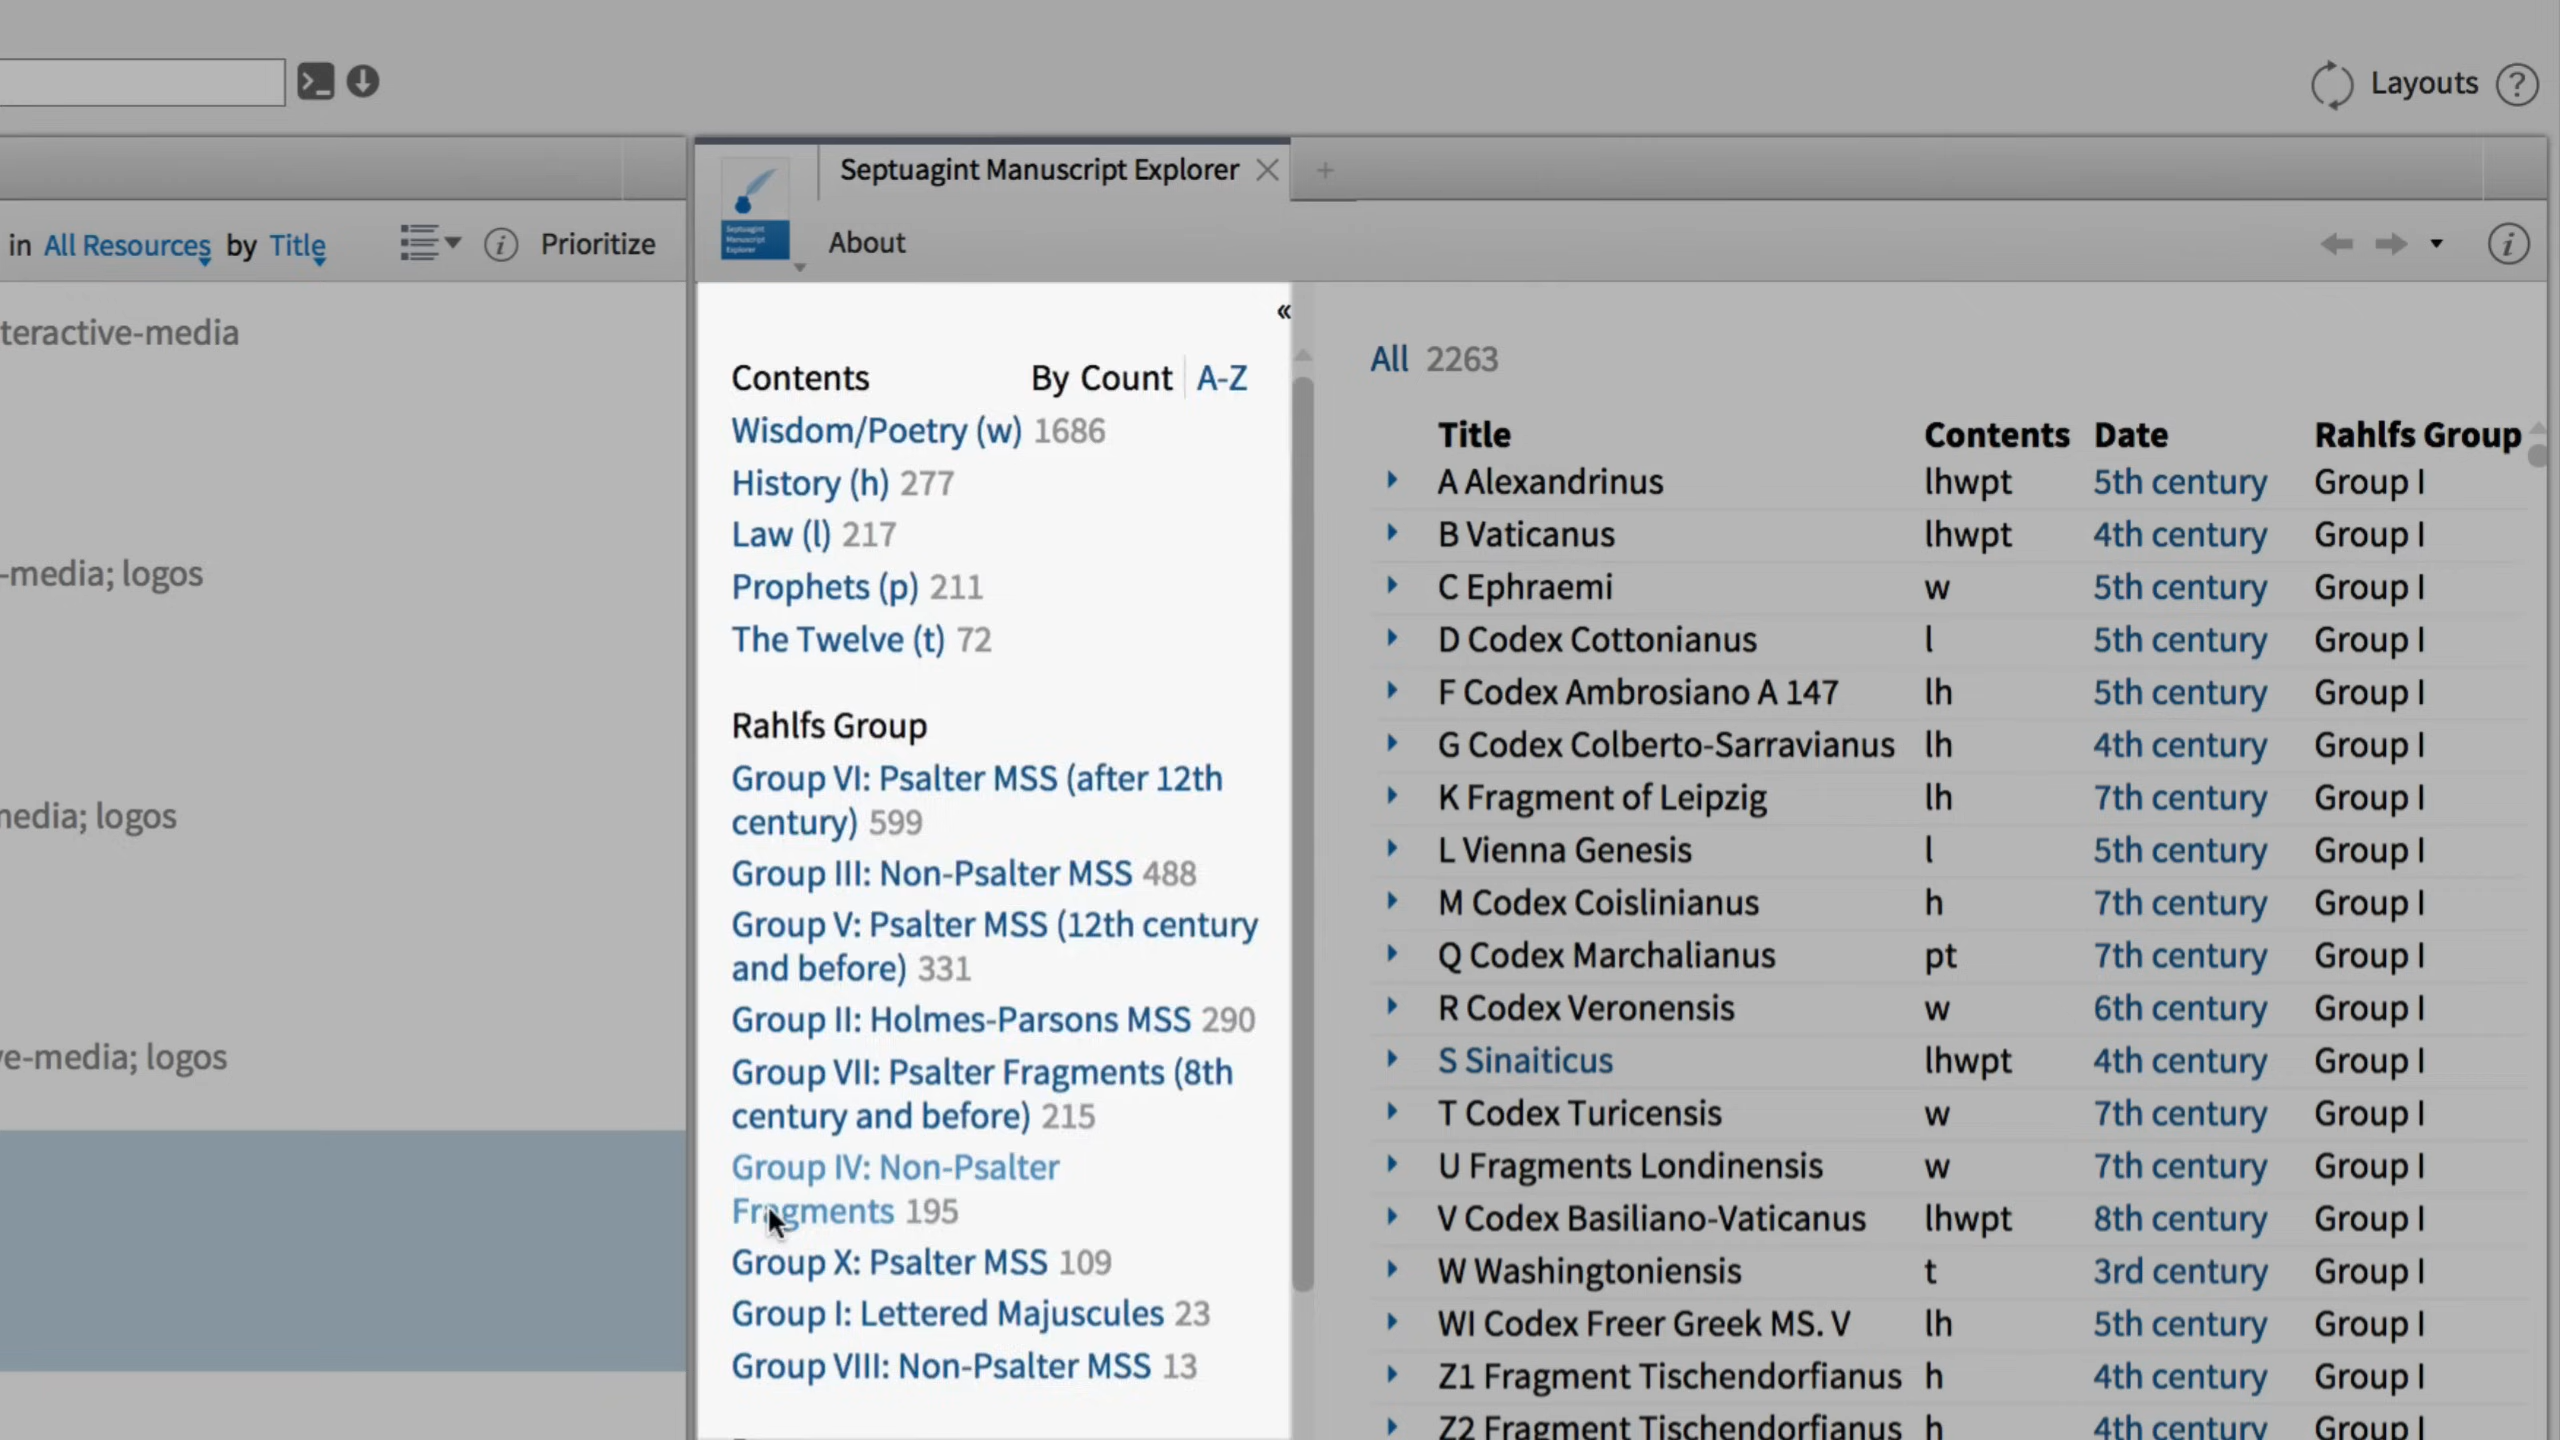 Layouts
Septuagint Manuscript Explorer
in All Resources by Title Prioritize
Septuagint
Manuscript
Explorer
About
teractive-media
-media; logos
nedia; logos
ve-media; logos
Contents By Count A-Z
Wisdom/Poetry (w) 1686
History (h) 277
Law (l) 217
Prophets (p) 211
The Twelve (t) 72
Rahlfs Group
Group VI: Psalter MSS (after 12th
century) 599
Group III: Non-Psalter MSS 488
Group V: Psalter MSS (12th century
and before) 331
Group II: Holmes-Parsons MSS 290
Group VII: Psalter Fragments (8th
century and before) 215
Group IV: Non-Psalter
Fragments 195
Group X: Psalter MSS 109
Group I: Lettered Majuscules 23
Group VIII: Non-Psalter MSS 13
All 2263
Title Contents Date Rahlfs Group
A Alexandrinus lhwpt 5th century Group I
B Vaticanus lhwpt 4th century Group I
C Ephraemi w 5th century Group I
D Codex Cottonianus l 5th century Group I
F Codex Ambrosiano A 147 lh 5th century Group I
G Codex Colberto-Sarravianus lh 4th century Group I
K Fragment of Leipzig lh 7th century Group I
L Vienna Genesis l 5th century Group I
M Codex Coislinianus h 7th century Group I
Q Codex Marchalianus pt 7th century Group I
R Codex Veronensis w 6th century Group I
S Sinaiticus lhwpt 4th century Group I
T Codex Turicensis w 7th century Group I
U Fragments Londinensis w 7th century Group I
V Codex Basiliano-Vaticanus lhwpt 8th century Group I
W Washingtoniensis t 3rd century Group I
WI Codex Freer Greek MS. V lh 5th century Group I
Z1 Fragment Tischendorfianus h 4th century Group I
Z2 Fragment Tischendorfianus h 4th century Group I